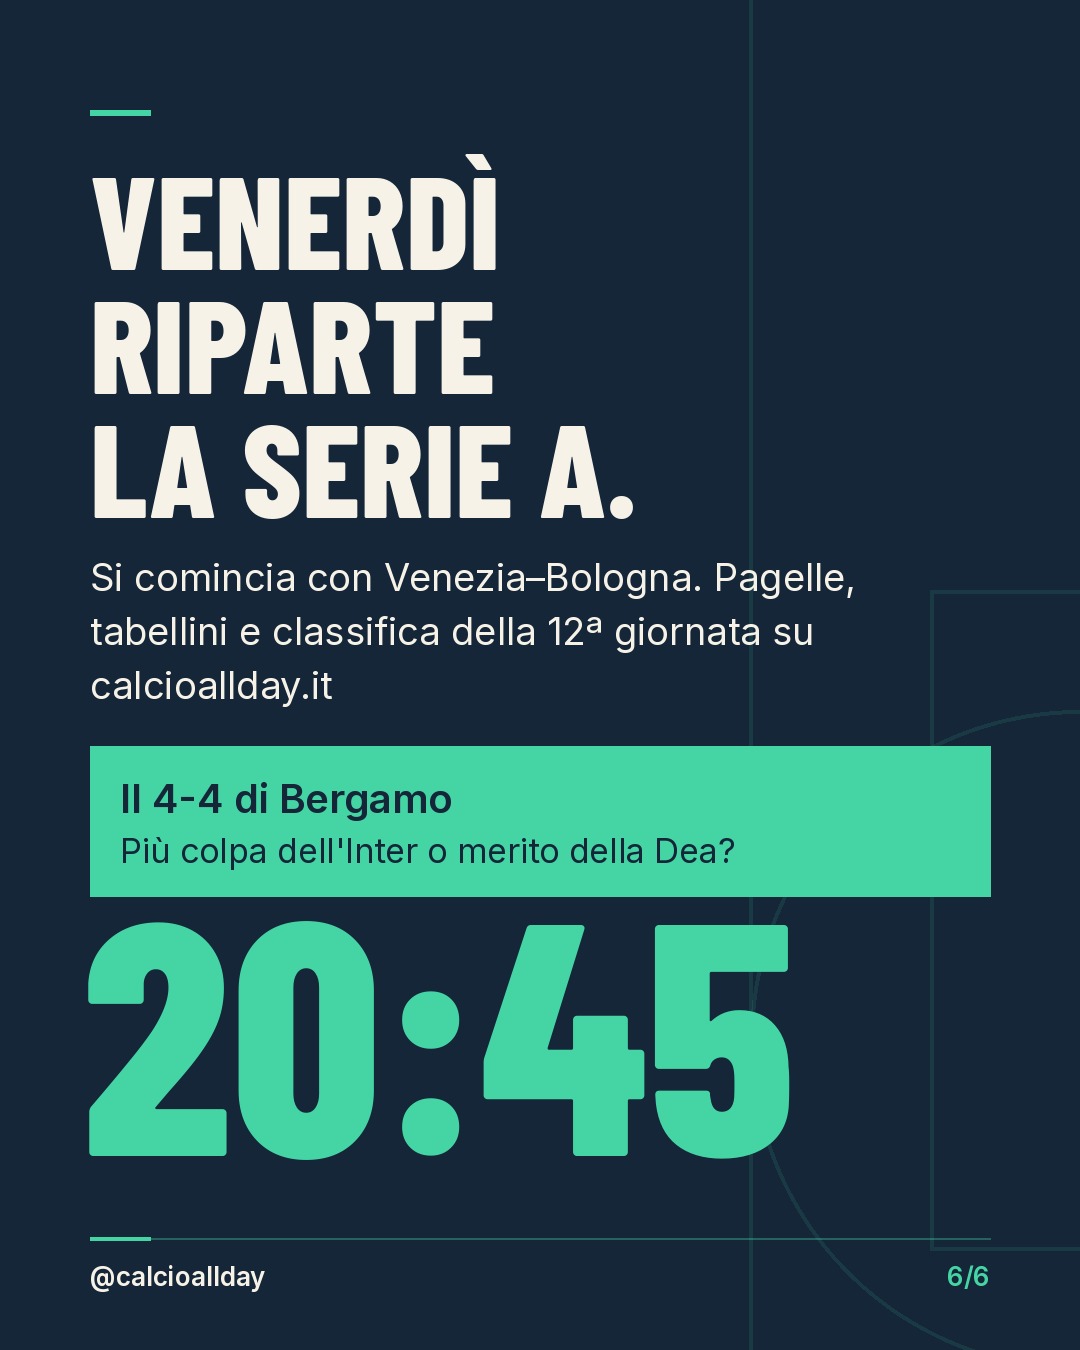 VENERDÌ
RIPARTE
LA SERIE A.
Si comincia con Venezia–Bologna. Pagelle,
tabellini e classifica della 12ª giornata su
calcioallday.it
Il 4-4 di Bergamo
Più colpa dell'Inter o merito della Dea?
20:45
@calcioallday
6/6